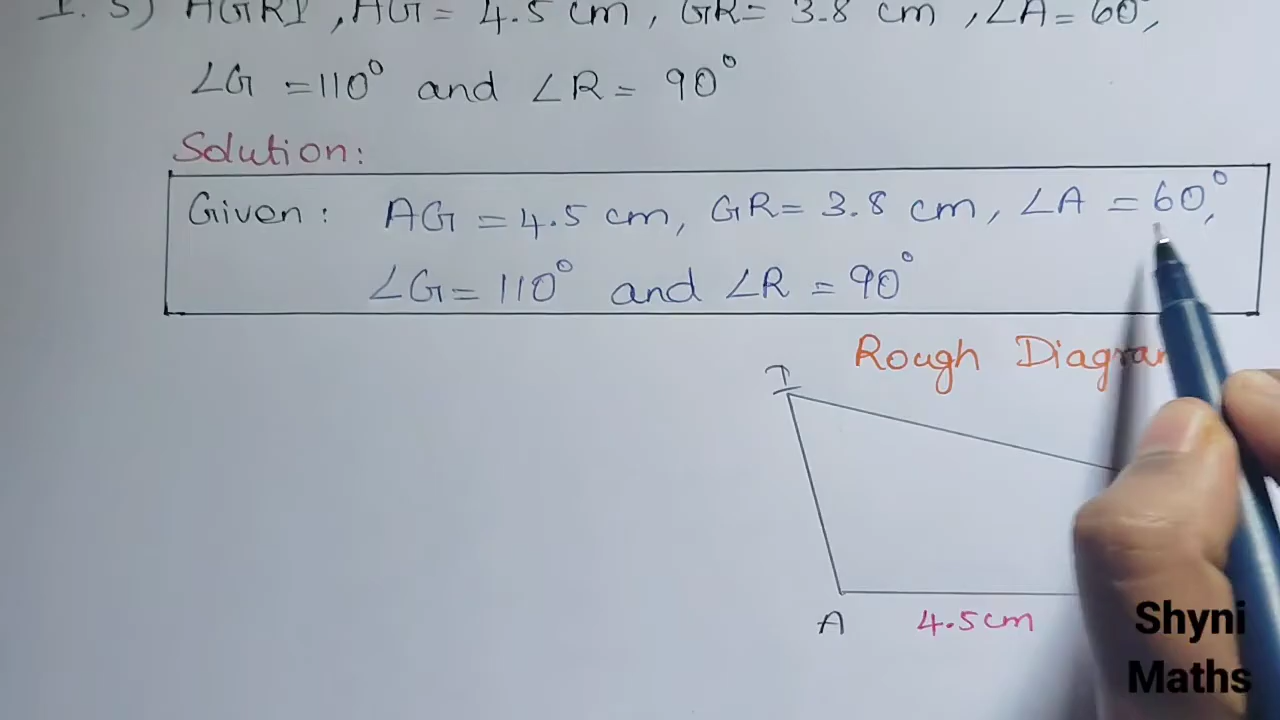 I. 5) AGRI, AG = 4.5 cm, GR = 3.8 cm, ∠A = 60°,
∠G = 110° and ∠R = 90°
Solution:
Given: AG = 4.5 cm, GR = 3.8 cm, ∠A = 60°,
∠G = 110° and ∠R = 90°
Rough Diagram
I
A 4.5cm
Shyni
Maths